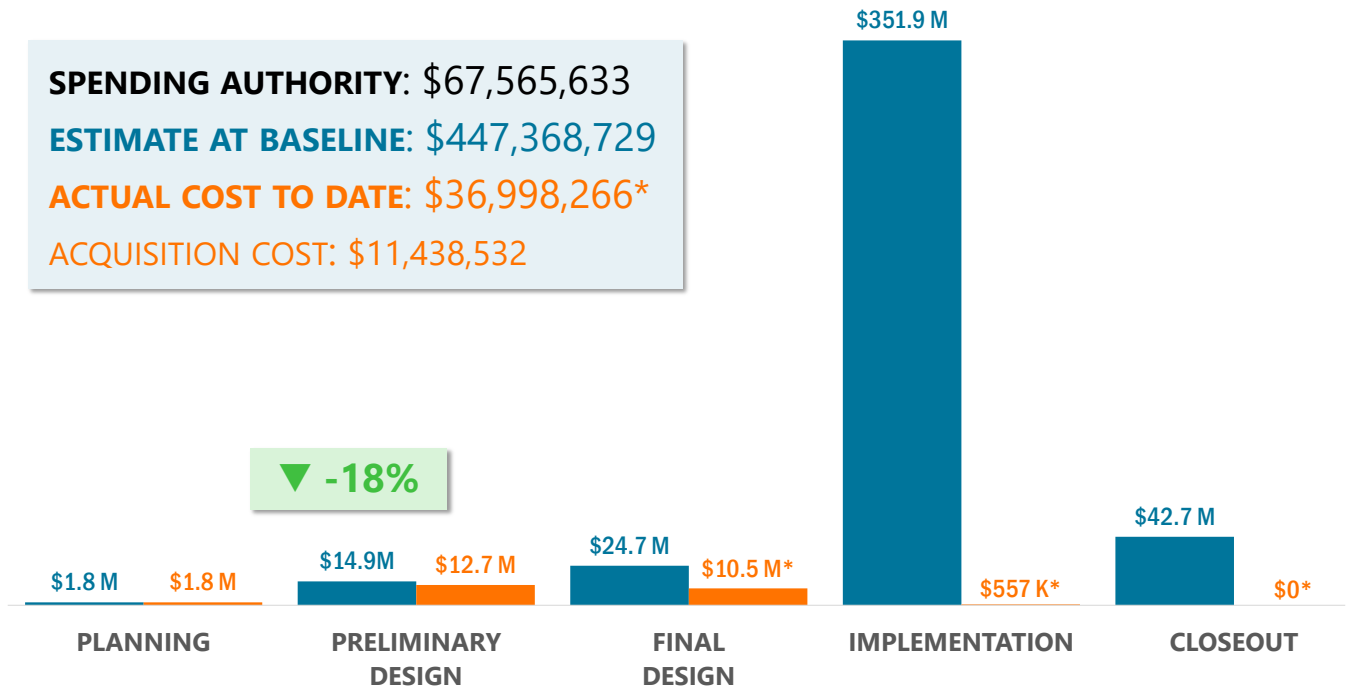 SPENDING AUTHORITY: $67,565,633
ESTIMATE AT BASELINE: $447,368,729
ACTUAL COST TO DATE: $36,998,266*
ACQUISITION COST: $11,438,532
▼ -18%
$1.8 M
$1.8 M
$14.9M
$12.7 M
$24.7 M
$10.5 M*
$351.9 M
$557 K*
$42.7 M
$0*
PLANNING
PRELIMINARY
DESIGN
FINAL
DESIGN
IMPLEMENTATION
CLOSEOUT